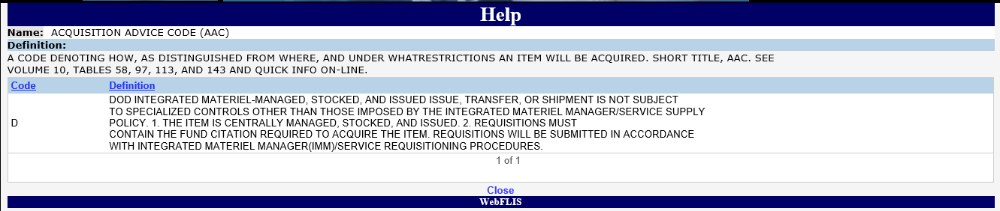 Help
Name: ACQUISITION ADVICE CODE (AAC)
Definition:
A CODE DENOTING HOW, AS DISTINGUISHED FROM WHERE, AND UNDER WHATRESTRICTIONS AN ITEM WILL BE ACQUIRED. SHORT TITLE, AAC. SEE
VOLUME 10, TABLES 58, 97, 113, AND 143 AND QUICK INFO ON-LINE.
Code Definition
DOD INTEGRATED MATERIEL-MANAGED, STOCKED, AND ISSUED ISSUE, TRANSFER, OR SHIPMENT IS NOT SUBJECT
TO SPECIALIZED CONTROLS OTHER THAN THOSE IMPOSED BY THE INTEGRATED MATERIEL MANAGER/SERVICE SUPPLY
D POLICY. 1. THE ITEM IS CENTRALLY MANAGED, STOCKED, AND ISSUED. 2. REQUISITIONS MUST
CONTAIN THE FUND CITATION REQUIRED TO ACQUIRE THE ITEM. REQUISITIONS WILL BE SUBMITTED IN ACCORDANCE
WITH INTEGRATED MATERIEL MANAGER(IMM)/SERVICE REQUISITIONING PROCEDURES.
1 of 1
Close
WebFLIS